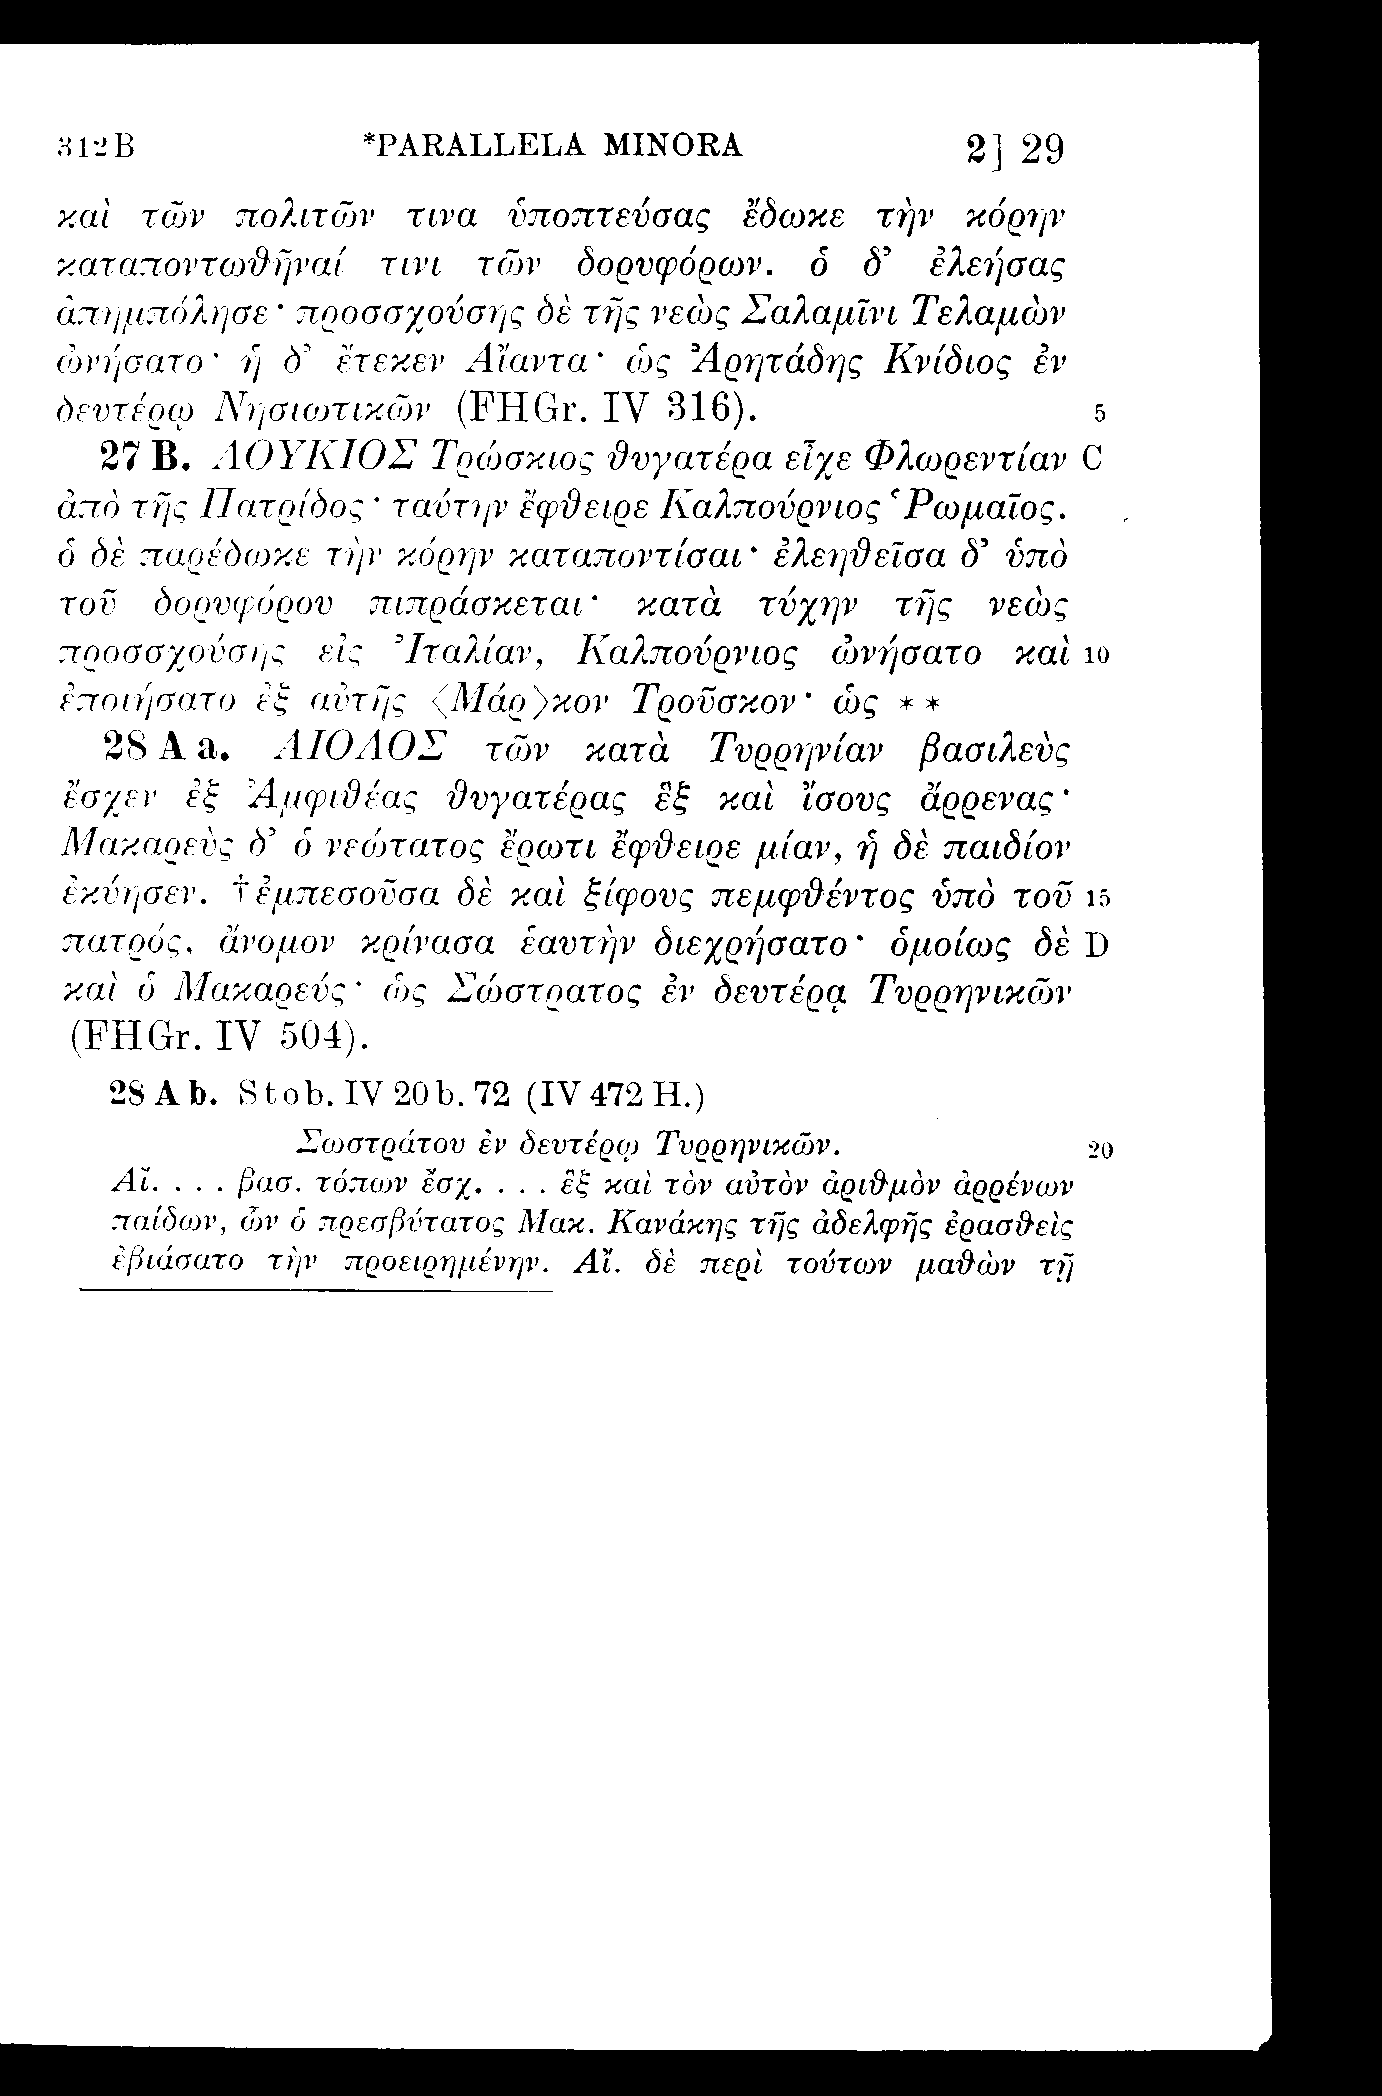 312B *PARALLELA MINORA 2] 29
καὶ τῶν πολιτῶν τινα ὑποπτεύσας ἔδωκε τὴν κόρην
καταποντωθῆναί τινι τῶν δορυφόρων. ὁ δ’ ἐλεήσας
ἀπημπόλησε· προσσχούσης δὲ τῆς νεὼς Σαλαμῖνι Τελαμὼν
ὠνήσατο· ἡ δ’ ἔτεκεν Αἴαντα· ὡς Ἀρητάδης Κνίδιος ἐν
δευτέρῳ Νησιωτικῶν (FHGr. IV 316). 5
27 B. ΛΟΥΚΙΟΣ Τρώσκιος θυγατέρα εἶχε Φλωρεντίαν C
ἀπὸ τῆς Πατρίδος· ταύτην ἔφθειρε Καλπούρνιος Ῥωμαῖος.
ὁ δὲ παρέδωκε τὴν κόρην καταποντίσαι· ἐλεηθεῖσα δ’ ὑπὸ
τοῦ δορυφόρου πιπράσκεται· κατὰ τύχην τῆς νεὼς
προσσχούσης εἰς Ἰταλίαν, Καλπούρνιος ὠνήσατο καὶ 10
ἐποιήσατο ἐξ αὐτῆς ⟨Μάρ⟩κον Τροῦσκον· ὡς * *
28 A a. ΑΙΟΛΟΣ τῶν κατὰ Τυρρηνίαν βασιλεὺς
ἔσχεν ἐξ Ἀμφιθέας θυγατέρας ἓξ καὶ ἴσους ἄρρενας·
Μακαρεὺς δ’ ὁ νεώτατος ἔρωτι ἔφθειρε μίαν, ἡ δὲ παιδίον
ἐκύησεν. †ἐμπεσοῦσα δὲ καὶ ξίφους πεμφθέντος ὑπὸ τοῦ 15
πατρός, ἄνομον κρίνασα ἑαυτὴν διεχρήσατο· ὁμοίως δὲ D
καὶ ὁ Μακαρεύς· ὡς Σώστρατος ἐν δευτέρᾳ Τυρρηνικῶν
(FHGr. IV 504).
28 A b. Stob. IV 20b. 72 (IV 472 H.)
Σωστράτου ἐν δευτέρῳ Τυρρηνικῶν. 20
Αἴ. . . . βασ. τόπων ἔσχ. . . . ἓξ καὶ τὸν αὐτὸν ἀριθμὸν ἀρρένων
παίδων, ὧν ὁ πρεσβύτατος Μακ. Κανάκης τῆς ἀδελφῆς ἐρασθεὶς
ἐβιάσατο τὴν προειρημένην. Αἴ. δὲ περὶ τούτων μαθὼν τῇ